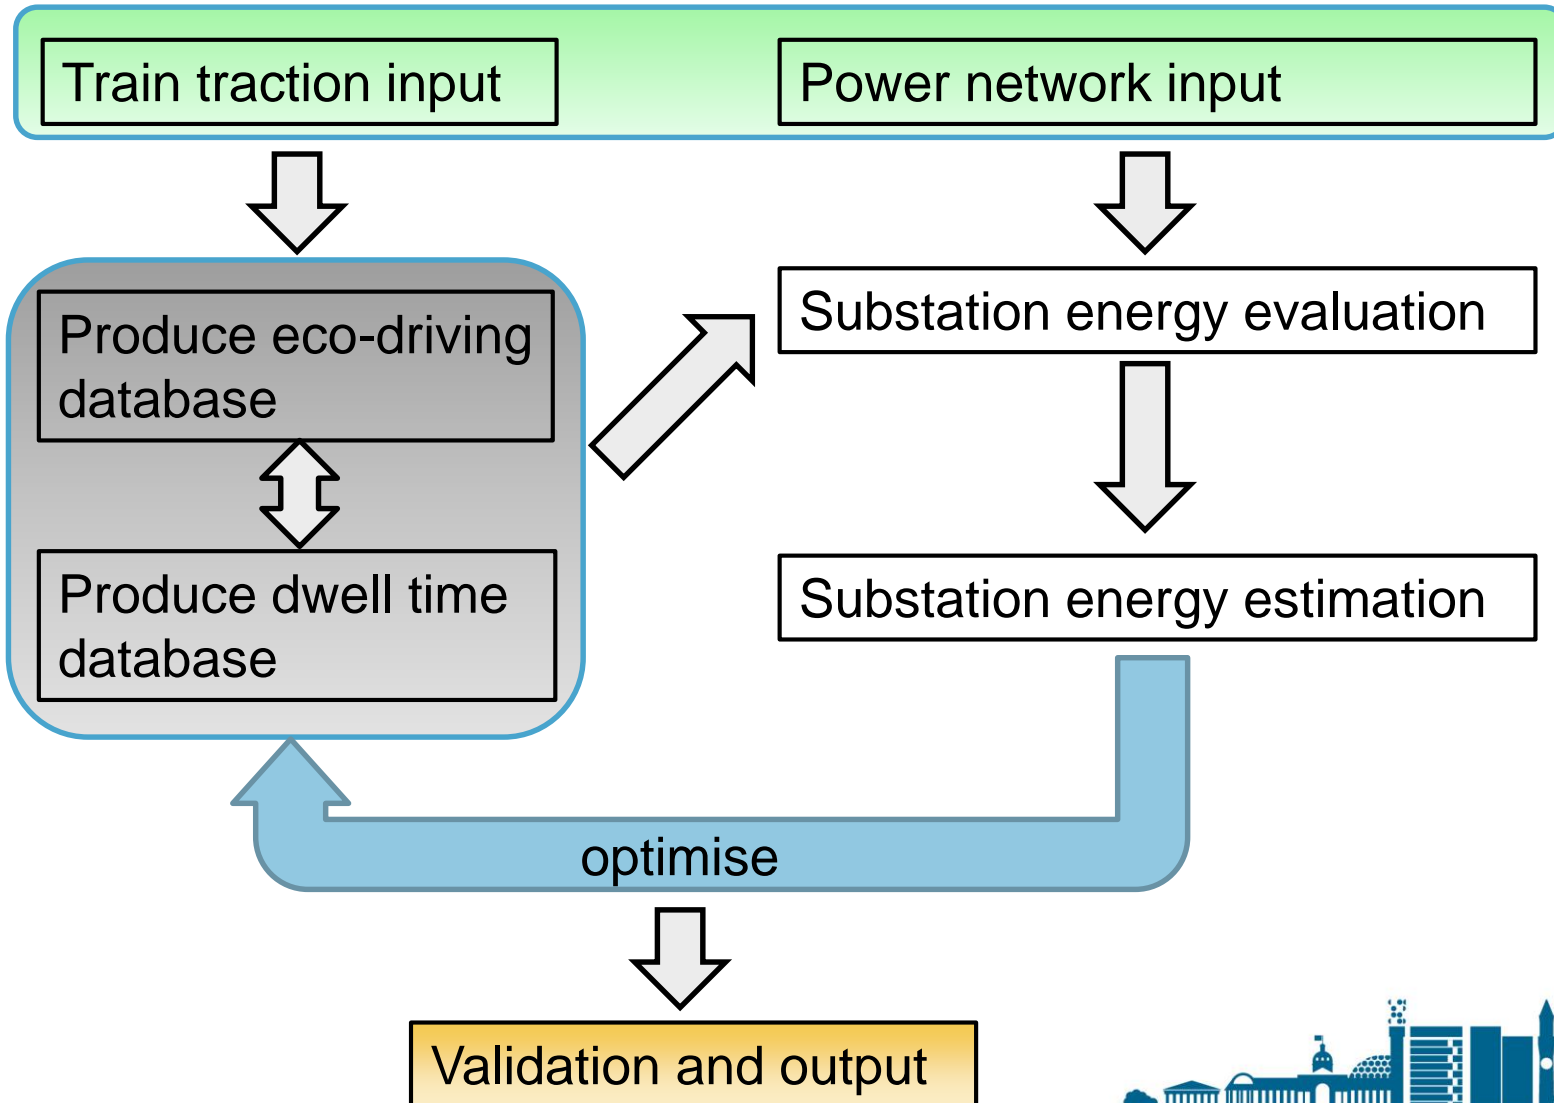 Train traction input
Power network input
Produce eco-driving
database
Substation energy evaluation
Produce dwell time
database
Substation energy estimation
optimise
Validation and output